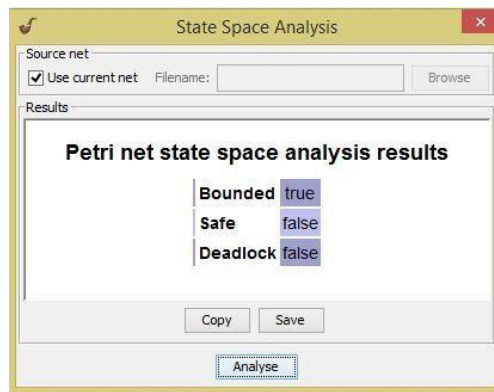 State Space Analysis
Source net
Use current net Filename: Browse
Results
Petri net state space analysis results
Bounded true
Safe false
Deadlock false
Copy Save
Analyse